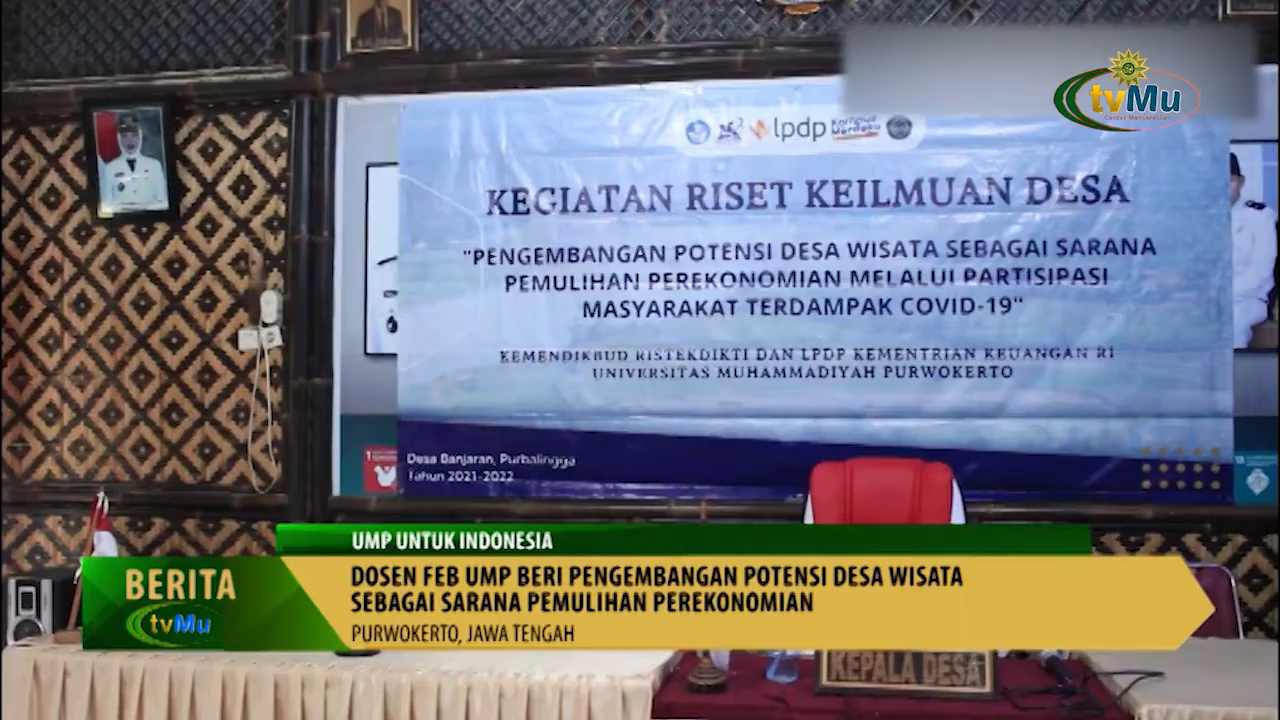 tvMu
lpdp
KEGIATAN RISET KEILMUAN DESA
"PENGEMBANGAN POTENSI DESA WISATA SEBAGAI SARANA
PEMULIHAN PEREKONOMIAN MELALUI PARTISIPASI
MASYARAKAT TERDAMPAK COVID-19"
KEMENDIKBUD RISTEKDIKTI DAN LPDP KEMENTRIAN KEUANGAN RI
UNIVERSITAS MUHAMMADIYAH PURWOKERTO
Desa Banjaran, Purbalingga
Tahun 2021-2022
UMP UNTUK INDONESIA
BERITA
tvMu
DOSEN FEB UMP BERI PENGEMBANGAN POTENSI DESA WISATA
SEBAGAI SARANA PEMULIHAN PEREKONOMIAN
PURWOKERTO, JAWA TENGAH
KEPALA DESA